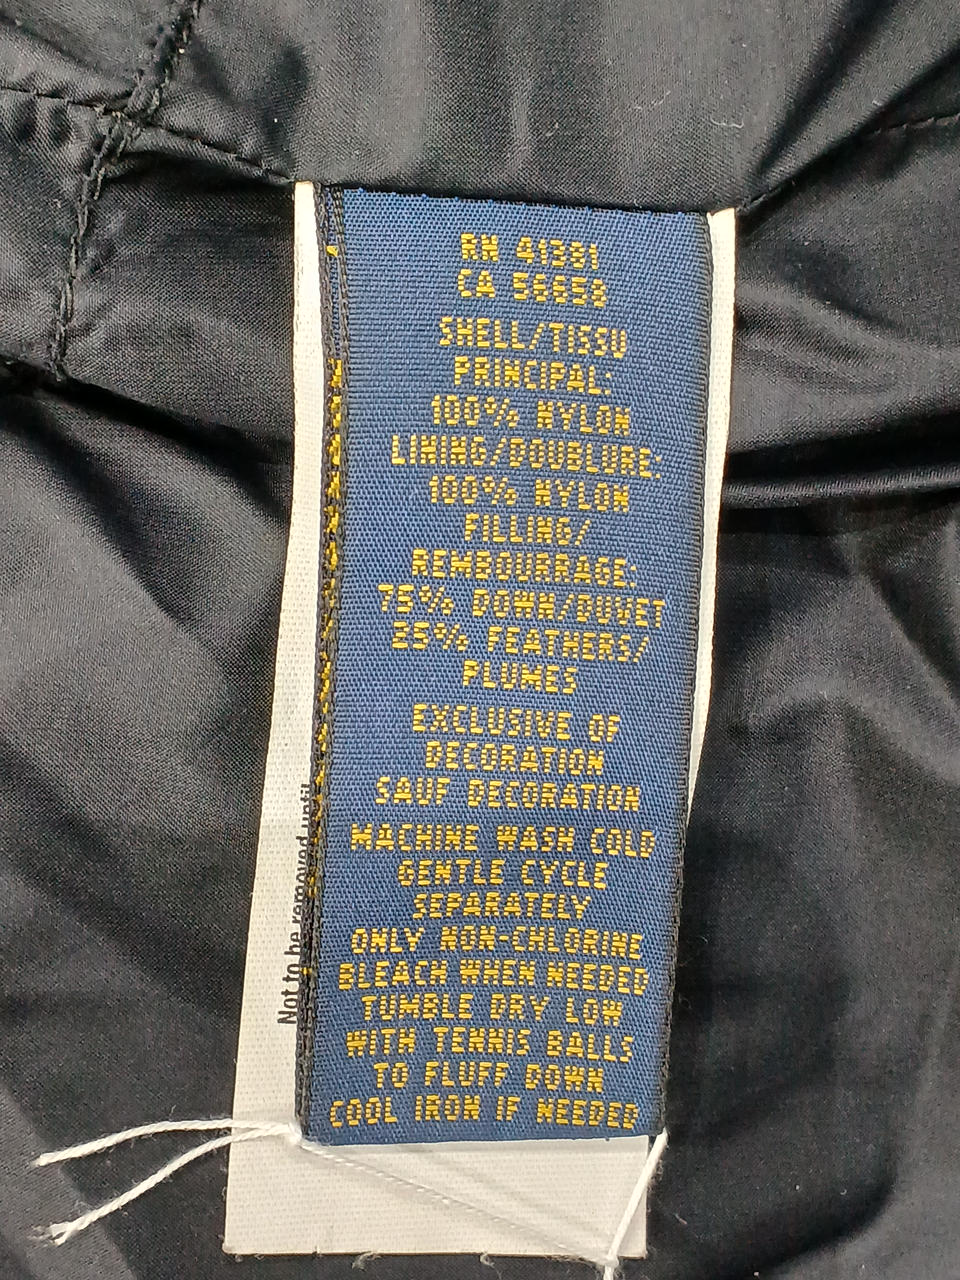 RN 41381
CA 56658
SHELL/TISSU
PRINCIPAL:
100% NYLON
LINING/DOUBLURE:
100% NYLON
FILLING/
REMBOURRAGE:
75% DOWN/DUVET
25% FEATHERS/
PLUMES
EXCLUSIVE OF
DECORATION
SAUF DECORATION
MACHINE WASH COLD
GENTLE CYCLE
SEPARATELY
ONLY NON-CHLORINE
BLEACH WHEN NEEDED
TUMBLE DRY LOW
WITH TENNIS BALLS
TO FLUFF DOWN
COOL IRON IF NEEDED
Not to be removed until